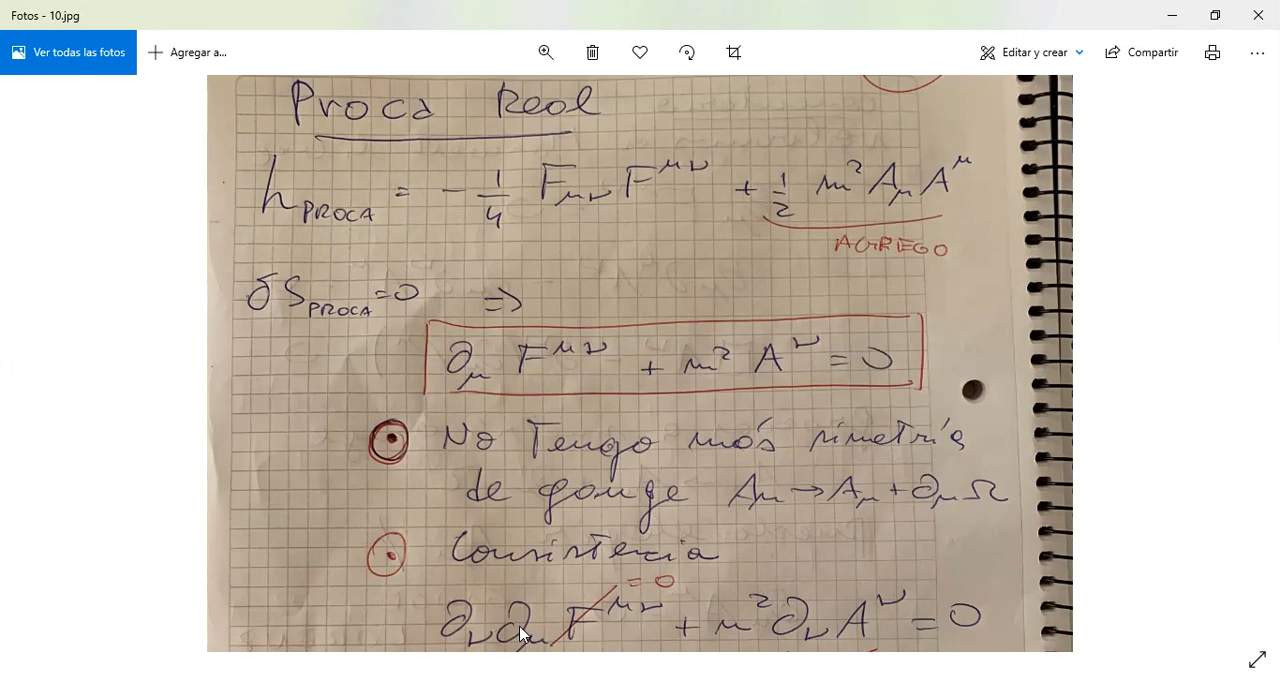 Fotos - 10.jpg
Ver todas las fotos
Agregar a...
Editar y crear
Compartir
Proca Real
ℒ_PROCA = - 1/4 F_μν F^μν + 1/2 m² A_μ A^μ
AGREGO
δS_PROCA = 0 ⇒
∂_μ F^μν + m² A^ν = 0
No Tengo más simetría
de gauge A_μ → A_μ + ∂_μ Ω
Consistencia
= 0
∂_ν ∂_μ F^μν + m² ∂_ν A^ν = 0